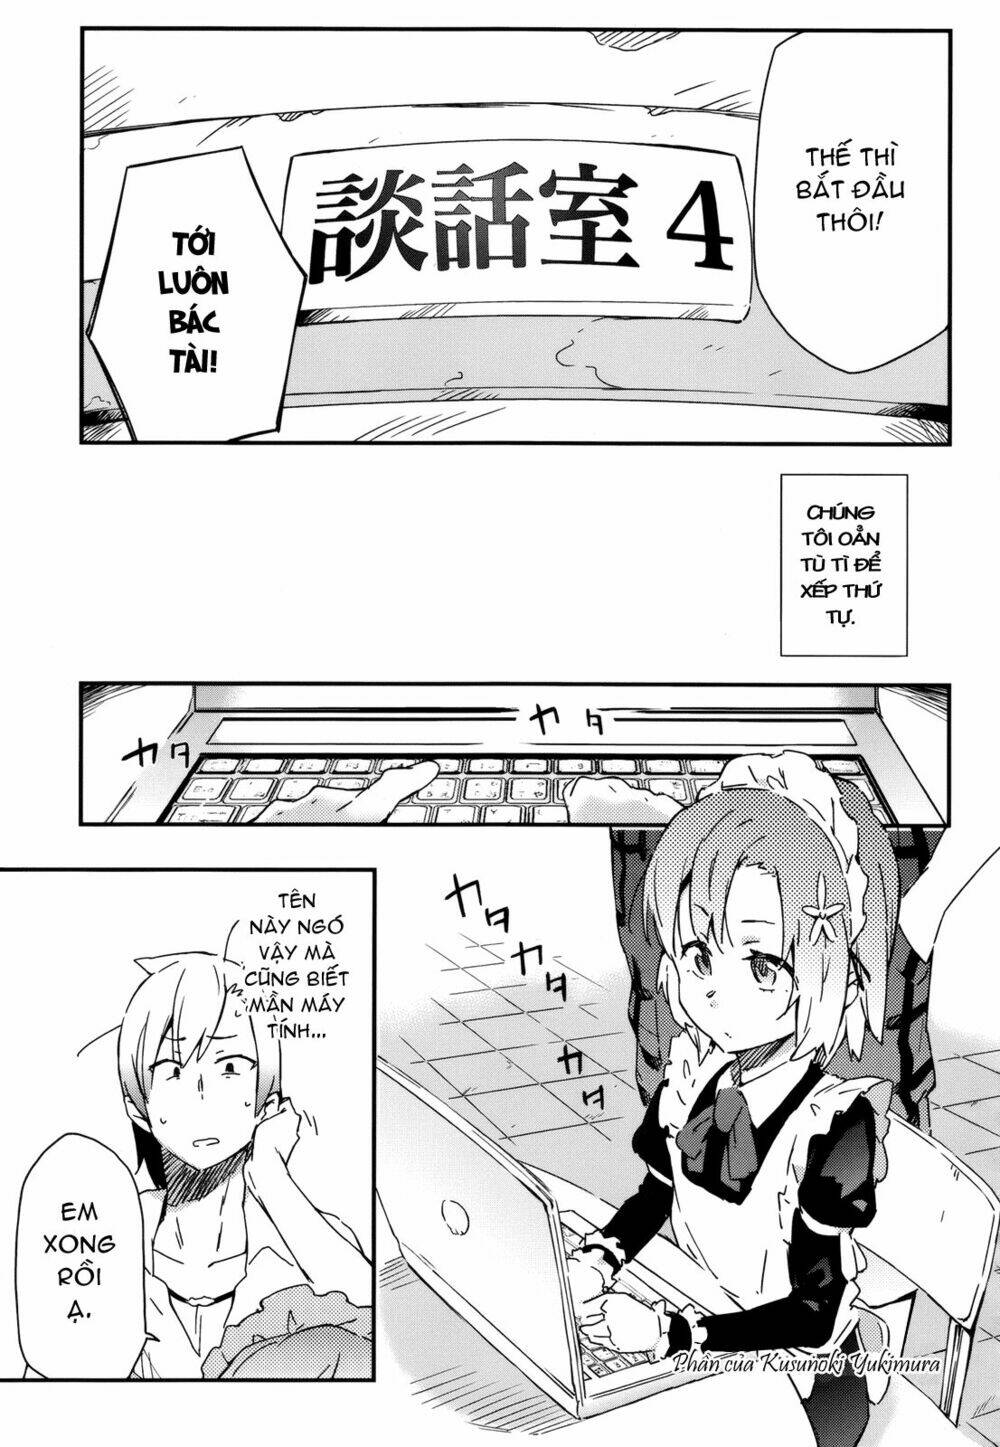 THẾ THÌ
BẮT ĐẦU
THÔI!
談話室 4
TỚI
LUÔN
BÁC
TÀI!
CHÚNG
TÔI OẲN
TÙ TÌ ĐỂ
XẾP THỨ
TỰ.
カタ
カタ
カタカタカタ
TÊN
NÀY NGÓ
VẬY MÀ
CŨNG BIẾT
MẦN MÁY
TÍNH...
EM
XONG
RỒI
Ạ.
Phần của Kusunoki Yukimura